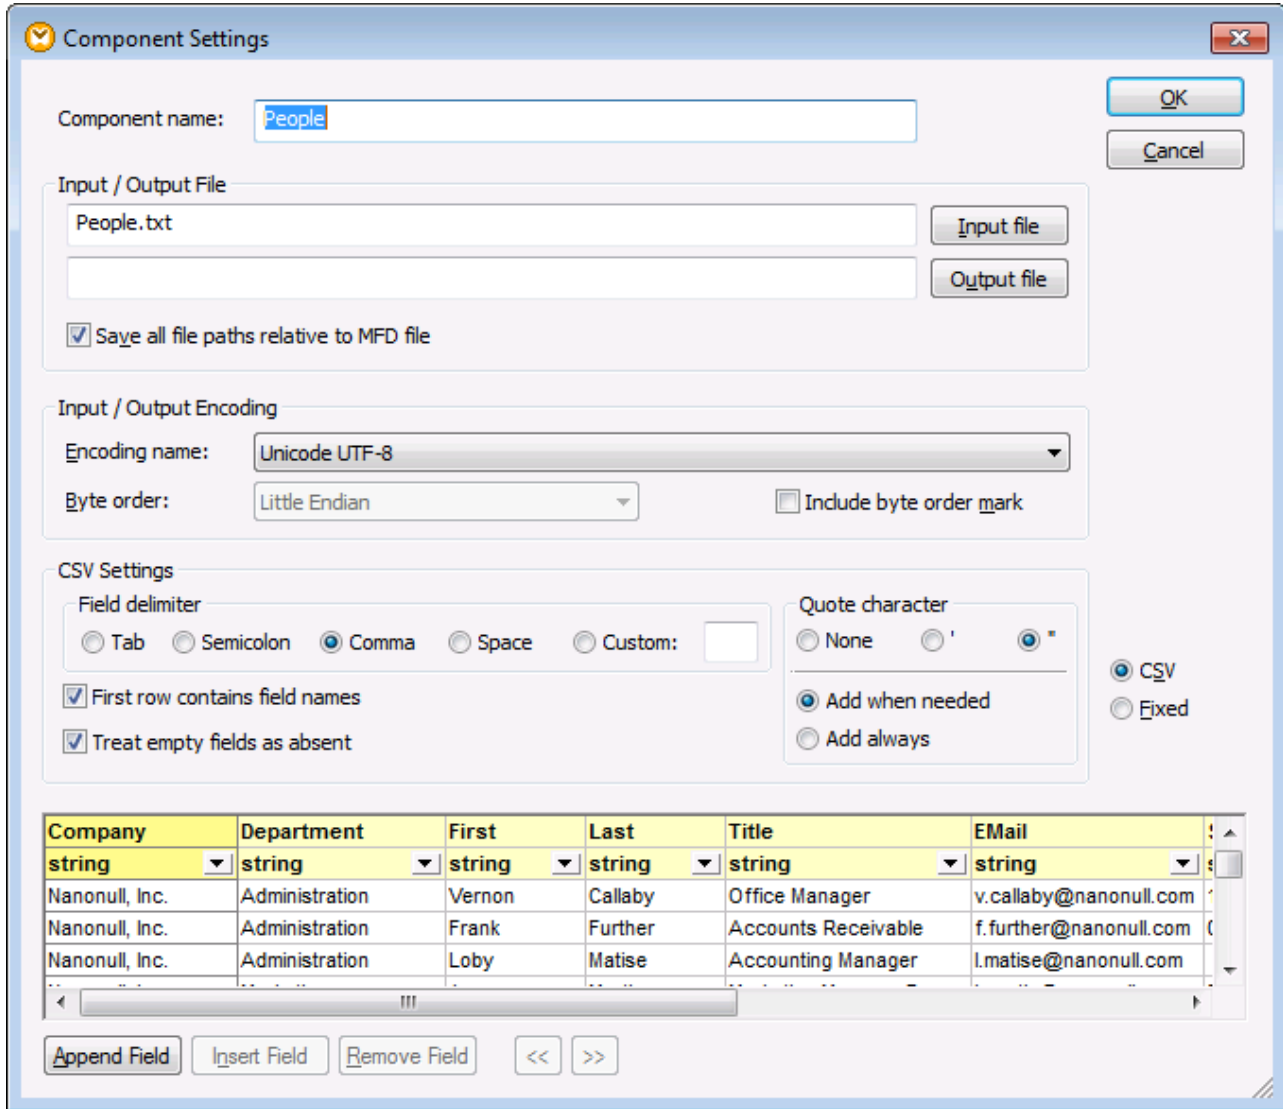 Component Settings
OK
Component name: People
Cancel
Input / Output File
People.txt Input file
Output file
Save all file paths relative to MFD file
Input / Output Encoding
Encoding name: Unicode UTF-8
Byte order: Little Endian Include byte order mark
CSV Settings
Field delimiter Quote character
Tab Semicolon Comma Space Custom: None ' "
CSV
First row contains field names Add when needed
Fixed
Treat empty fields as absent Add always
Company Department First Last Title EMail
string string string string string string
Nanonull, Inc. Administration Vernon Callaby Office Manager v.callaby@nanonull.com
Nanonull, Inc. Administration Frank Further Accounts Receivable f.further@nanonull.com
Nanonull, Inc. Administration Loby Matise Accounting Manager l.matise@nanonull.com
Append Field Insert Field Remove Field << >>